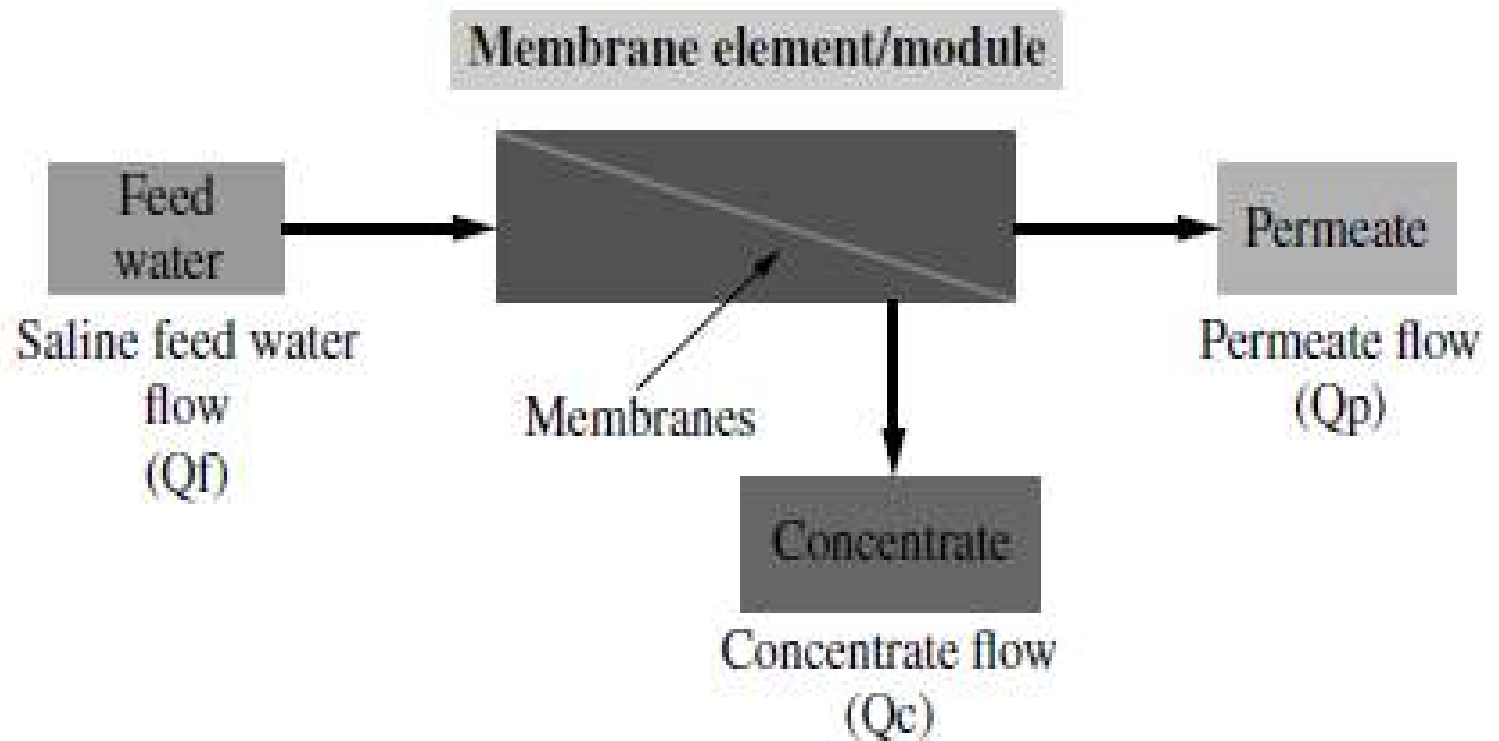 Membrane element/module
Feed
water
Saline feed water
flow
(Qf)
Membranes
Permeate
Permeate flow
(Qp)
Concentrate
Concentrate flow
(Qc)